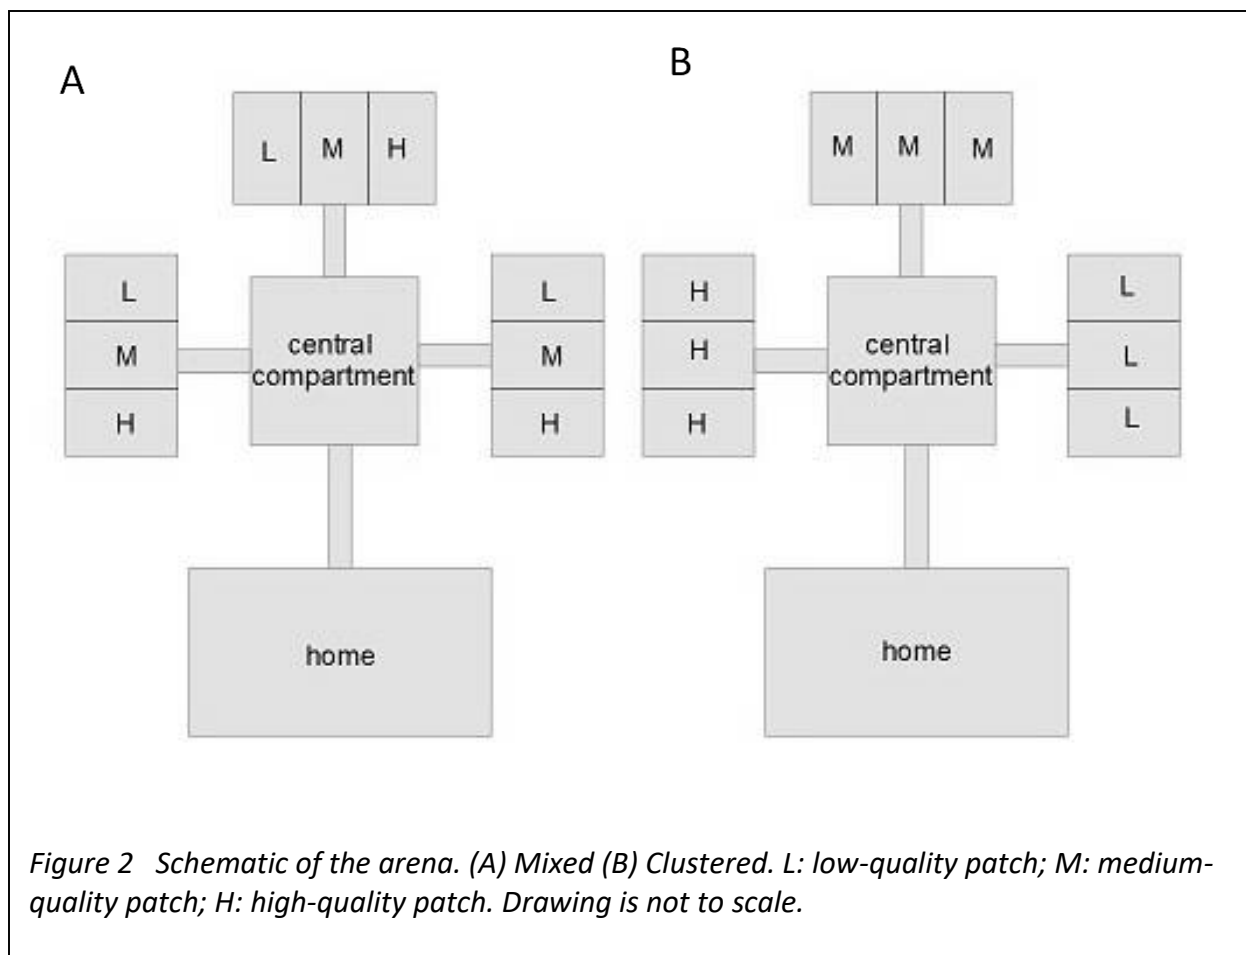 A
B
L M H
M M M
L
M
H
central
compartment
L
M
H
H
H
H
central
compartment
L
L
L
home
home
Figure 2 Schematic of the arena. (A) Mixed (B) Clustered. L: low-quality patch; M: medium-
quality patch; H: high-quality patch. Drawing is not to scale.